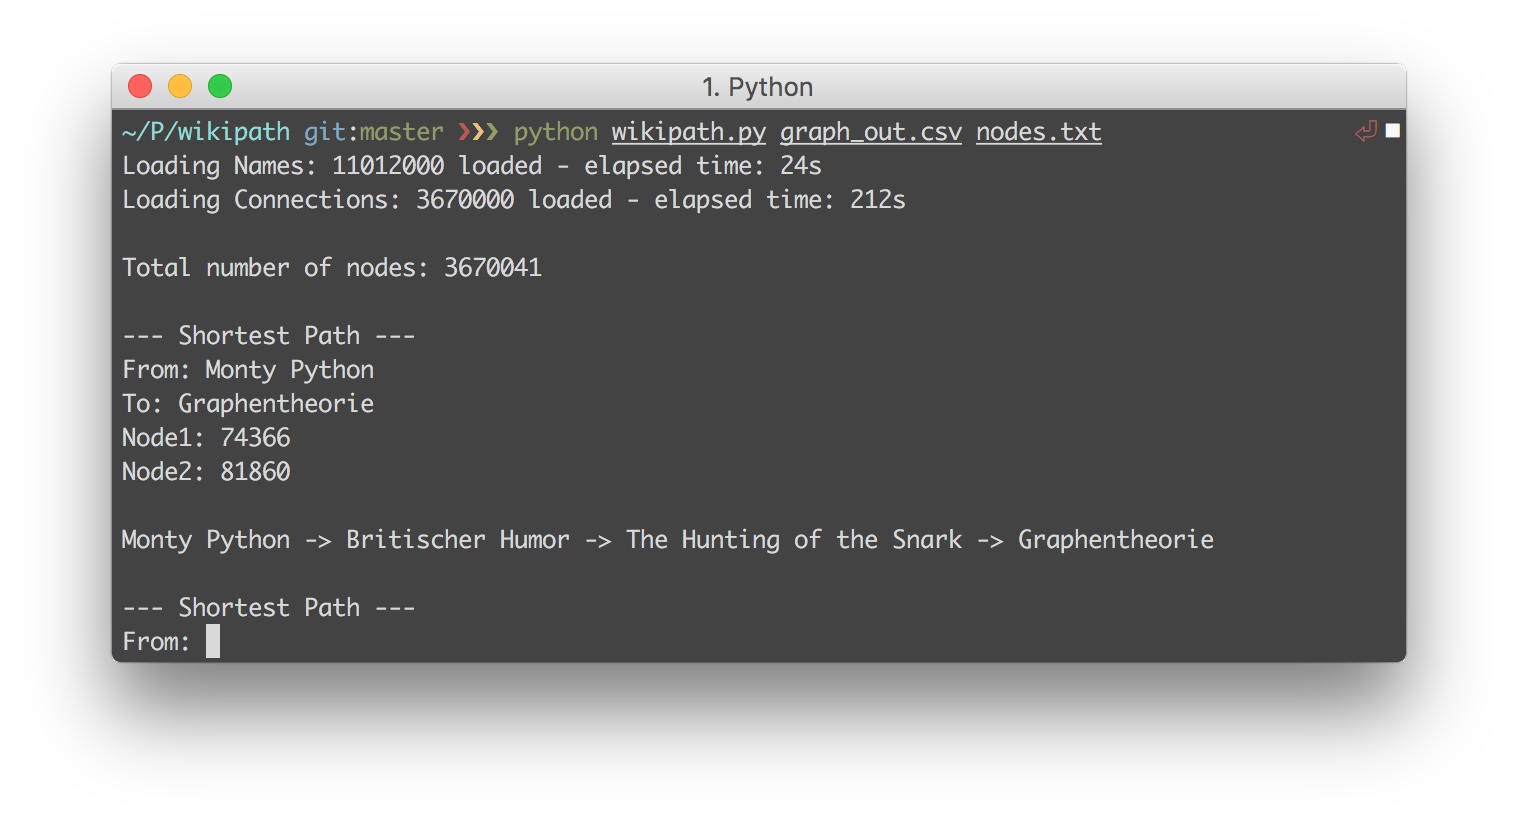 1. Python
~/P/wikipath git:master ❯❯❯ python wikipath.py graph_out.csv nodes.txt
Loading Names: 11012000 loaded - elapsed time: 24s
Loading Connections: 3670000 loaded - elapsed time: 212s
Total number of nodes: 3670041
--- Shortest Path ---
From: Monty Python
To: Graphentheorie
Node1: 74366
Node2: 81860
Monty Python -> Britischer Humor -> The Hunting of the Snark -> Graphentheorie
--- Shortest Path ---
From: